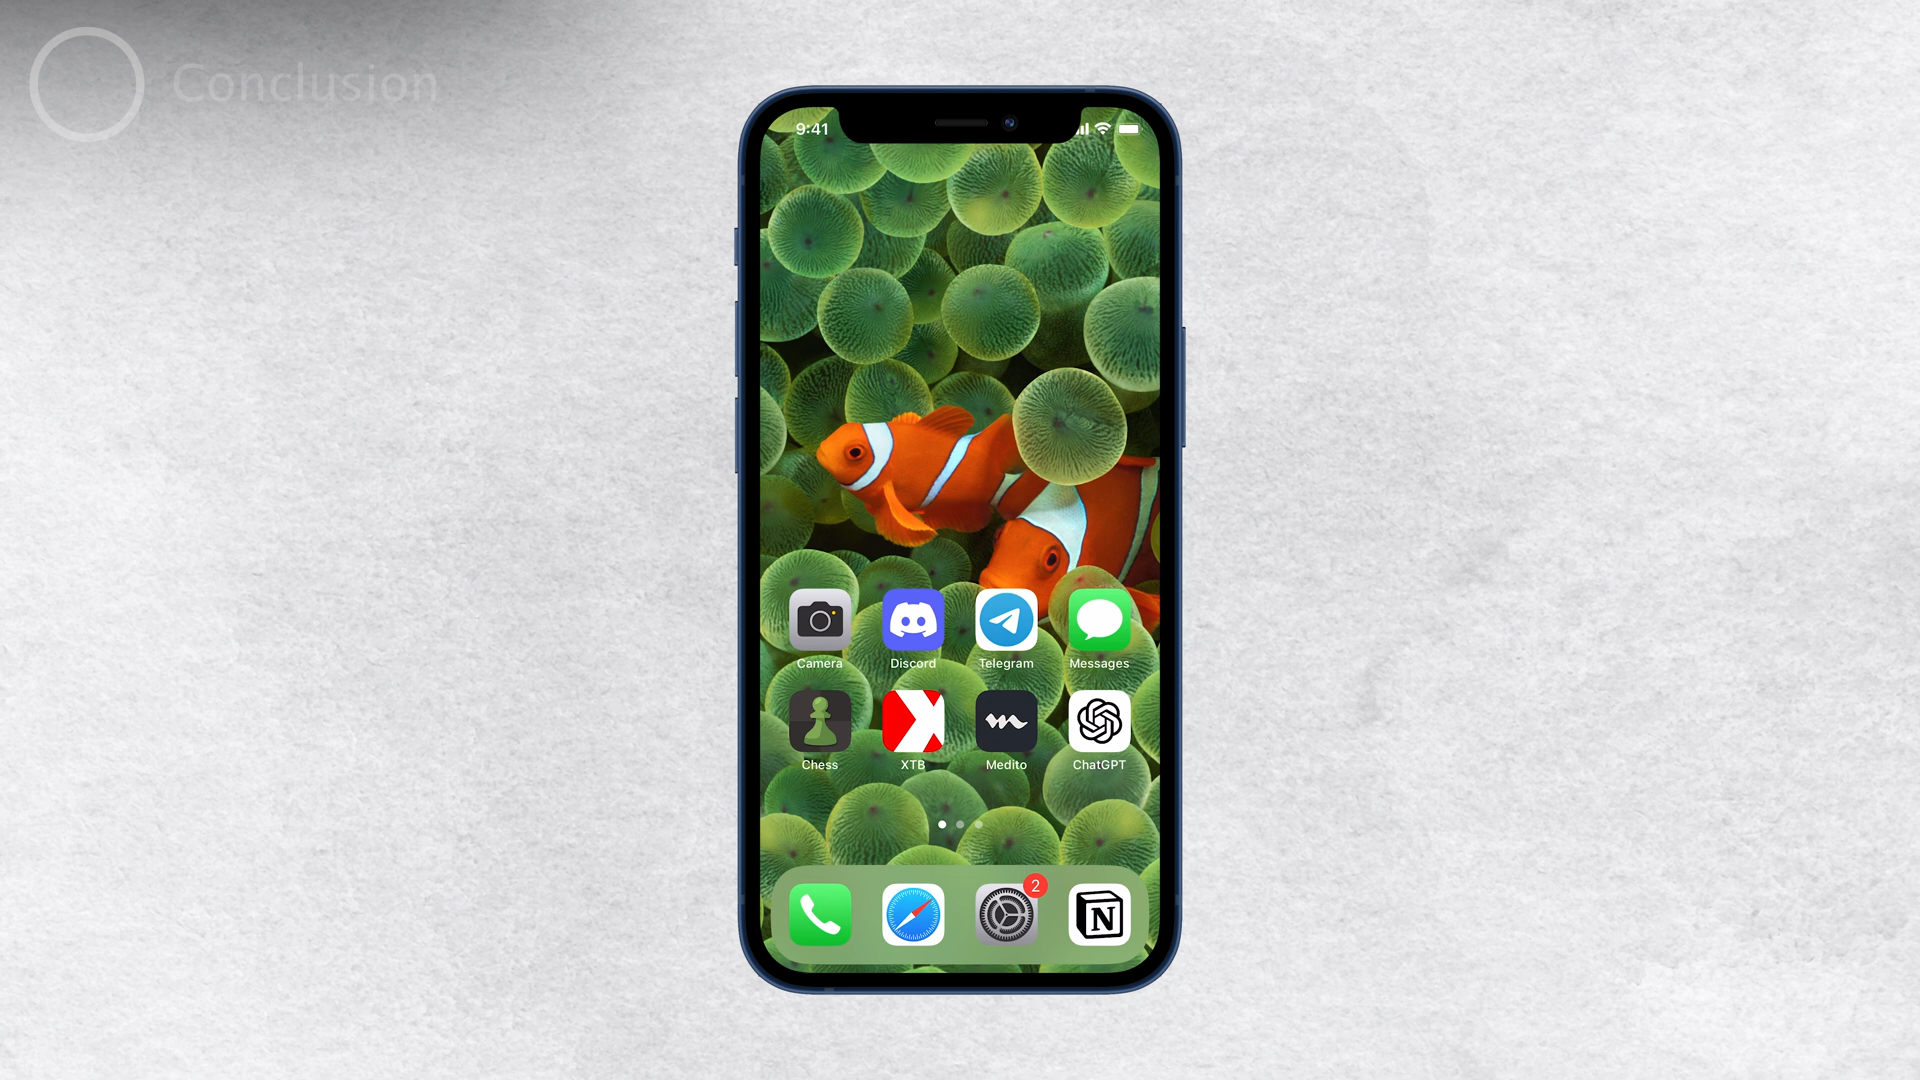 Conclusion
9:41
Camera Discord Telegram Messages
Chess XTB Medito ChatGPT
2
N